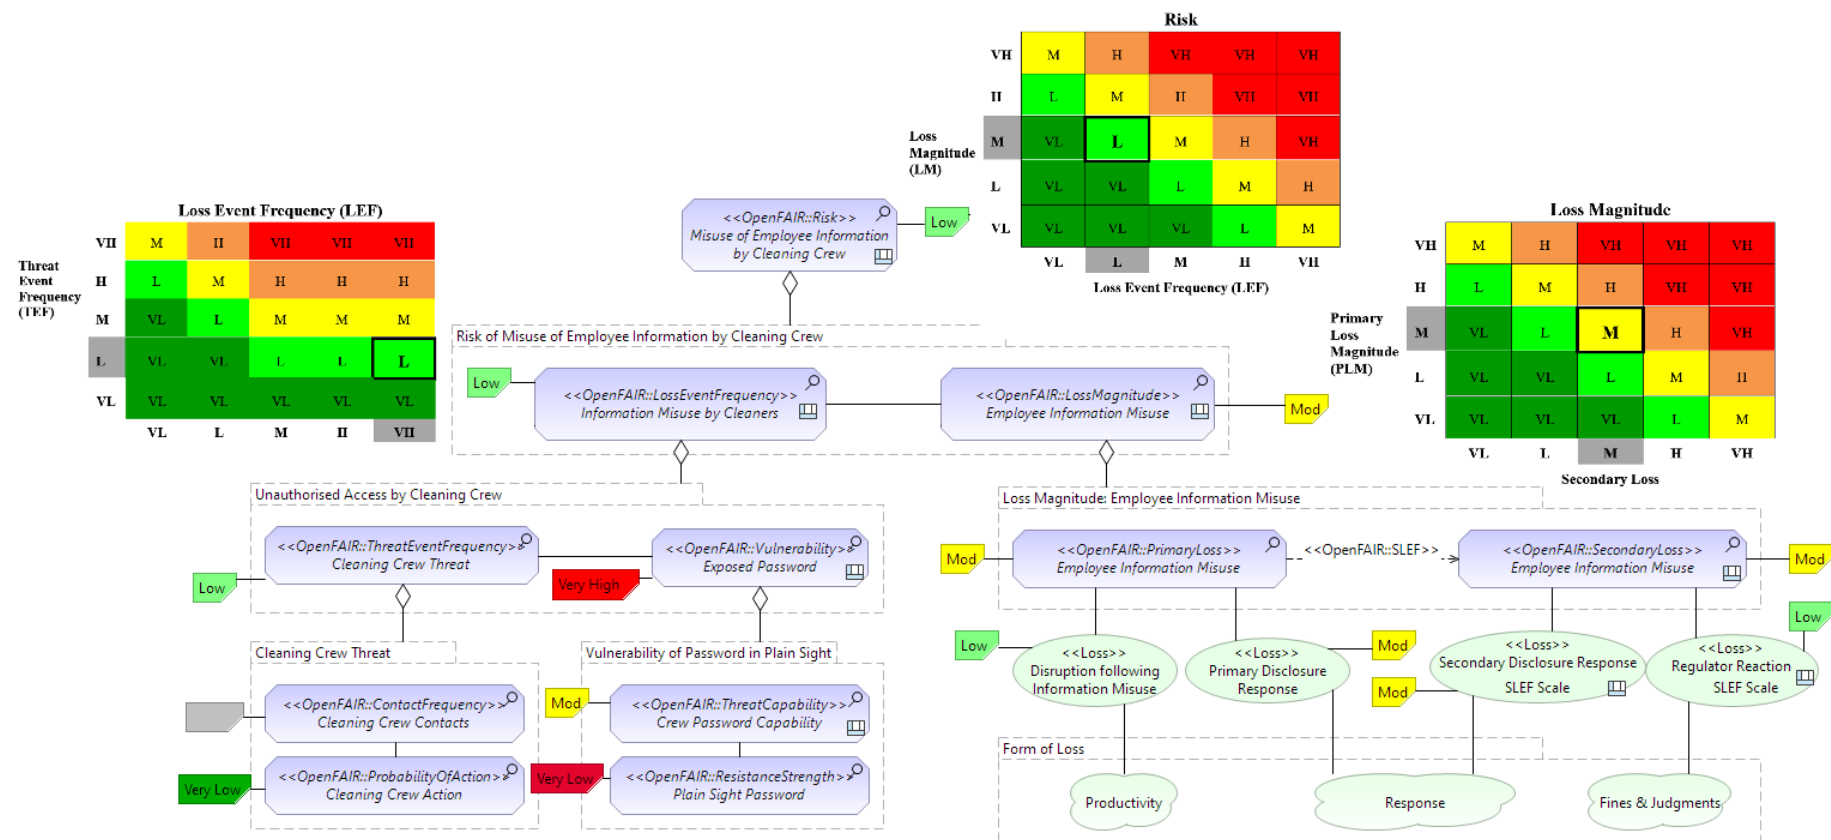 Risk
VH M H VH VH VH
H L M H VH VH
M VL L M H VH
L VL VL L M H
VL VL VL VL L M
VL L M H VH
Loss
Magnitude
(LM)
Loss Event Frequency (LEF)
Loss Event Frequency (LEF)
VH M H VH VH VH
H L M H H H
M VL L M M M
L VL VL L L L
VL VL VL VL VL VL
VL L M H VH
Threat
Event
Frequency
(TEF)
Loss Magnitude
VH M H VH VH VH
H L M H VH VH
M VL L M H VH
L VL VL L M H
VL VL VL VL L M
VL L M H VH
Primary
Loss
Magnitude
(PLM)
Secondary Loss
<<OpenFAIR::Risk>>
Misuse of Employee Information
by Cleaning Crew
Low
Risk of Misuse of Employee Information by Cleaning Crew
Low
<<OpenFAIR::LossEventFrequency>>
Information Misuse by Cleaners
<<OpenFAIR::LossMagnitude>>
Employee Information Misuse
Mod
Unauthorised Access by Cleaning Crew
<<OpenFAIR::ThreatEventFrequency>>
Cleaning Crew Threat
Low
<<OpenFAIR::Vulnerability>>
Exposed Password
Very High
Loss Magnitude: Employee Information Misuse
Mod
<<OpenFAIR::PrimaryLoss>>
Employee Information Misuse
<<OpenFAIR::SLEF>>
<<OpenFAIR::SecondaryLoss>>
Employee Information Misuse
Mod
Cleaning Crew Threat
<<OpenFAIR::ContactFrequency>>
Cleaning Crew Contacts
<<OpenFAIR::ProbabilityOfAction>>
Cleaning Crew Action
Very Low
Vulnerability of Password in Plain Sight
Mod
<<OpenFAIR::ThreatCapability>>
Crew Password Capability
Very Low
<<OpenFAIR::ResistanceStrength>>
Plain Sight Password
Low
<<Loss>>
Disruption following
Information Misuse
<<Loss>>
Primary Disclosure
Response
Mod
Mod
<<Loss>>
Secondary Disclosure Response
SLEF Scale
Low
<<Loss>>
Regulator Reaction
SLEF Scale
Form of Loss
Productivity
Response
Fines & Judgments